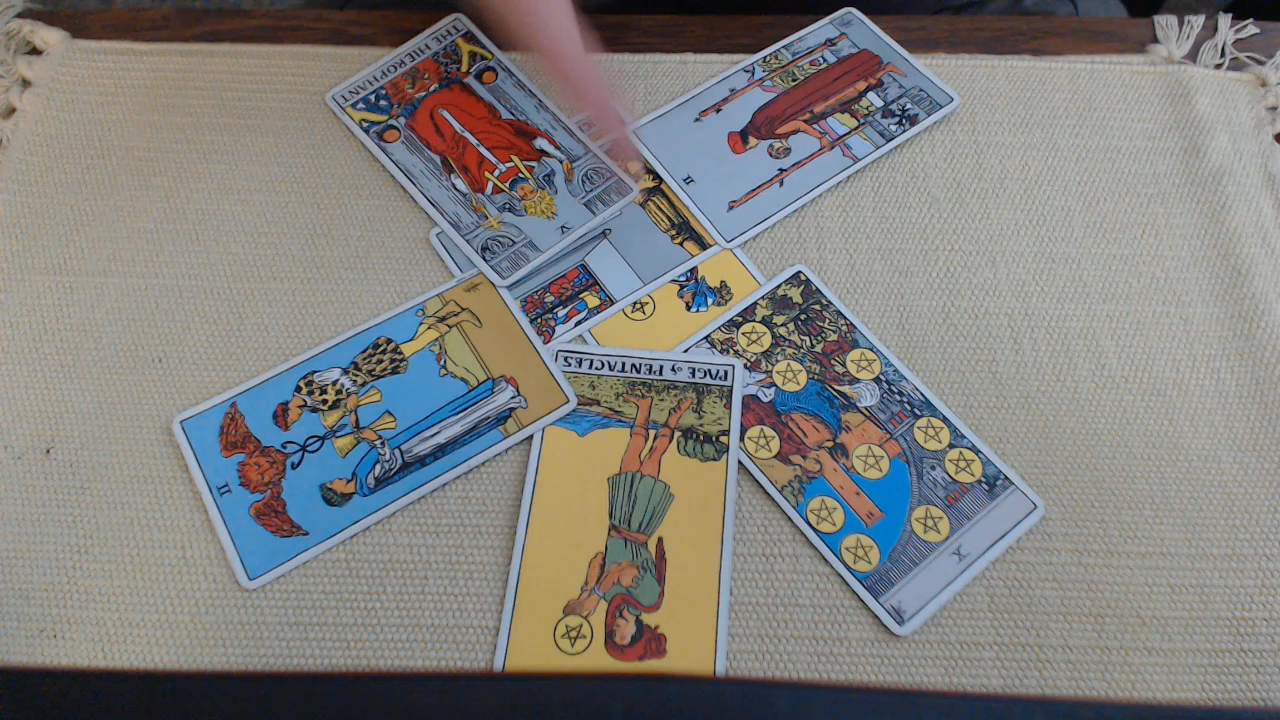 THE HIEROPHANT
V
II
II
PAGE of PENTACLES
X